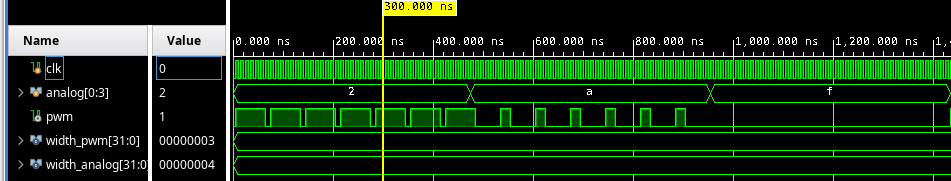 300.000 ns
Name Value
0.000 ns 200.000 ns 400.000 ns 600.000 ns 800.000 ns 1,000.000 ns 1,200.000 ns
clk 0
analog[0:3] 2 2 a f
pwm 1
width_pwm[31:0] 00000003
width_analog[31:0 00000004